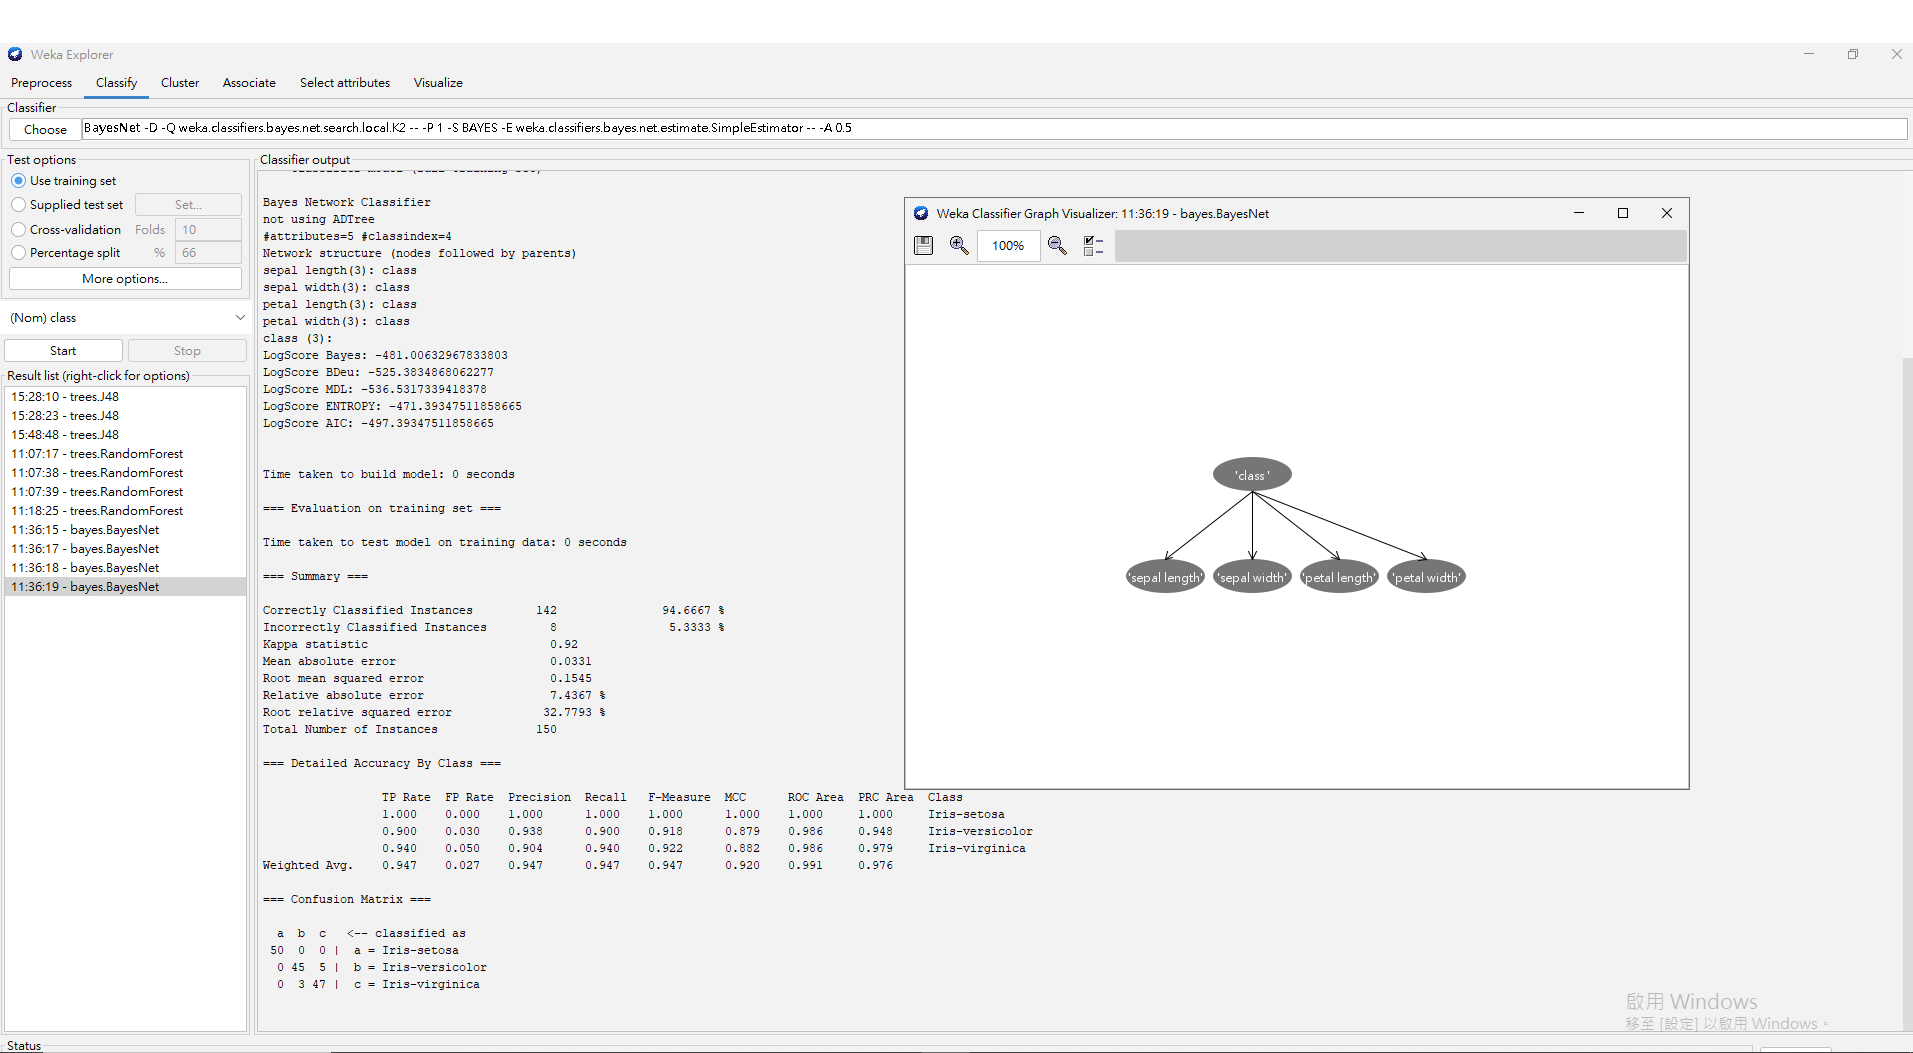 Weka Explorer
Preprocess Classify Cluster Associate Select attributes Visualize
Classifier
Choose BayesNet -D -Q weka.classifiers.bayes.net.search.local.K2 -- -P 1 -S BAYES -E weka.classifiers.bayes.net.estimate.SimpleEstimator -- -A 0.5
Test options
Use training set
Supplied test set Set...
Cross-validation Folds 10
Percentage split % 66
More options...
(Nom) class
Start Stop
Result list (right-click for options)
15:28:10 - trees.J48
15:28:23 - trees.J48
15:48:48 - trees.J48
11:07:17 - trees.RandomForest
11:07:38 - trees.RandomForest
11:07:39 - trees.RandomForest
11:18:25 - trees.RandomForest
11:36:15 - bayes.BayesNet
11:36:17 - bayes.BayesNet
11:36:18 - bayes.BayesNet
11:36:19 - bayes.BayesNet
Classifier output
Bayes Network Classifier
not using ADTree
#attributes=5 #classindex=4
Network structure (nodes followed by parents)
sepal length(3): class
sepal width(3): class
petal length(3): class
petal width(3): class
class (3):
LogScore Bayes: -481.00632967833803
LogScore BDeu: -525.3834868062277
LogScore MDL: -536.5317339418378
LogScore ENTROPY: -471.39347511858665
LogScore AIC: -497.39347511858665
Time taken to build model: 0 seconds
=== Evaluation on training set ===
Time taken to test model on training data: 0 seconds
=== Summary ===
Correctly Classified Instances 142 94.6667 %
Incorrectly Classified Instances 8 5.3333 %
Kappa statistic 0.92
Mean absolute error 0.0331
Root mean squared error 0.1545
Relative absolute error 7.4367 %
Root relative squared error 32.7793 %
Total Number of Instances 150
=== Detailed Accuracy By Class ===
TP Rate FP Rate Precision Recall F-Measure MCC ROC Area PRC Area Class
1.000 0.000 1.000 1.000 1.000 1.000 1.000 1.000 Iris-setosa
0.900 0.030 0.938 0.900 0.918 0.879 0.986 0.948 Iris-versicolor
0.940 0.050 0.904 0.940 0.922 0.882 0.986 0.979 Iris-virginica
Weighted Avg. 0.947 0.027 0.947 0.947 0.947 0.920 0.991 0.976
=== Confusion Matrix ===
a b c <-- classified as
50 0 0 | a = Iris-setosa
0 45 5 | b = Iris-versicolor
0 3 47 | c = Iris-virginica
Weka Classifier Graph Visualizer: 11:36:19 - bayes.BayesNet
100%
'class'
'sepal length' 'sepal width' 'petal length' 'petal width'
啟用 Windows
移至 [設定] 以啟用 Windows。
Status